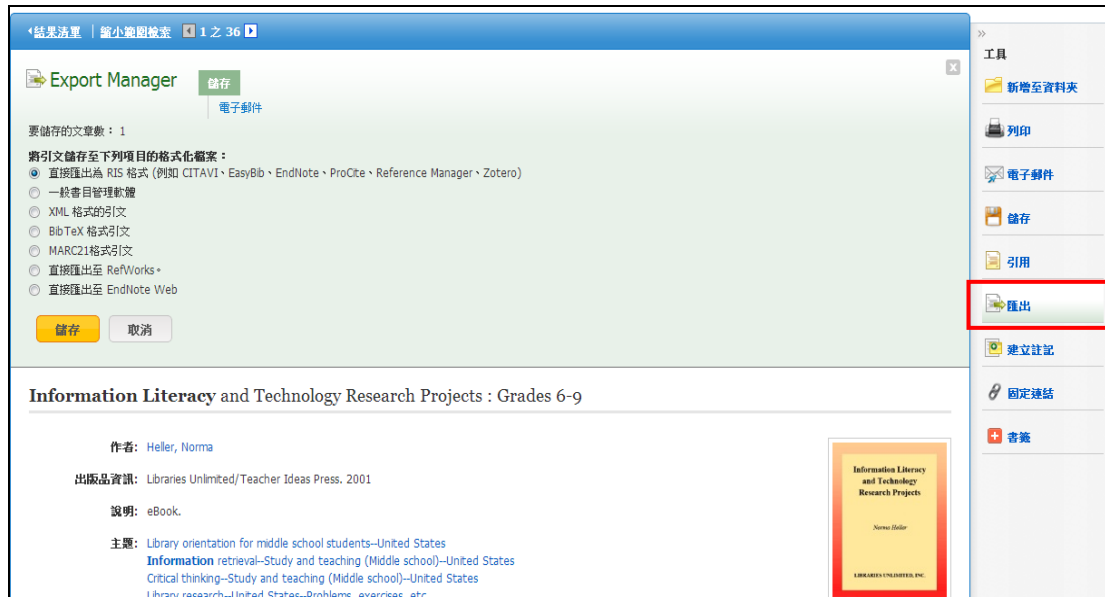 結果清單 | 縮小範圍檢索 1 之 36
Export Manager 儲存
電子郵件
要儲存的文章數： 1
將引文儲存至下列項目的格式化檔案：
直接匯出為 RIS 格式 (例如 CITAVI、EasyBib、EndNote、ProCite、Reference Manager、Zotero)
一般書目管理軟體
XML 格式的引文
BibTeX 格式引文
MARC21格式引文
直接匯出至 RefWorks。
直接匯出至 EndNote Web
儲存 取消
Information Literacy and Technology Research Projects : Grades 6-9
作者: Heller, Norma
出版品資訊: Libraries Unlimited/Teacher Ideas Press. 2001
說明: eBook.
主題: Library orientation for middle school students--United States
Information retrieval--Study and teaching (Middle school)--United States
Critical thinking--Study and teaching (Middle school)--United States
Library research--United States--Problems, exercises, etc.
Information Literacy
and Technology
Research Projects
Norma Heller
LIBRARIES UNLIMITED, INC.
»
工具
新增至資料夾
列印
電子郵件
儲存
引用
匯出
建立註記
固定連結
書籤